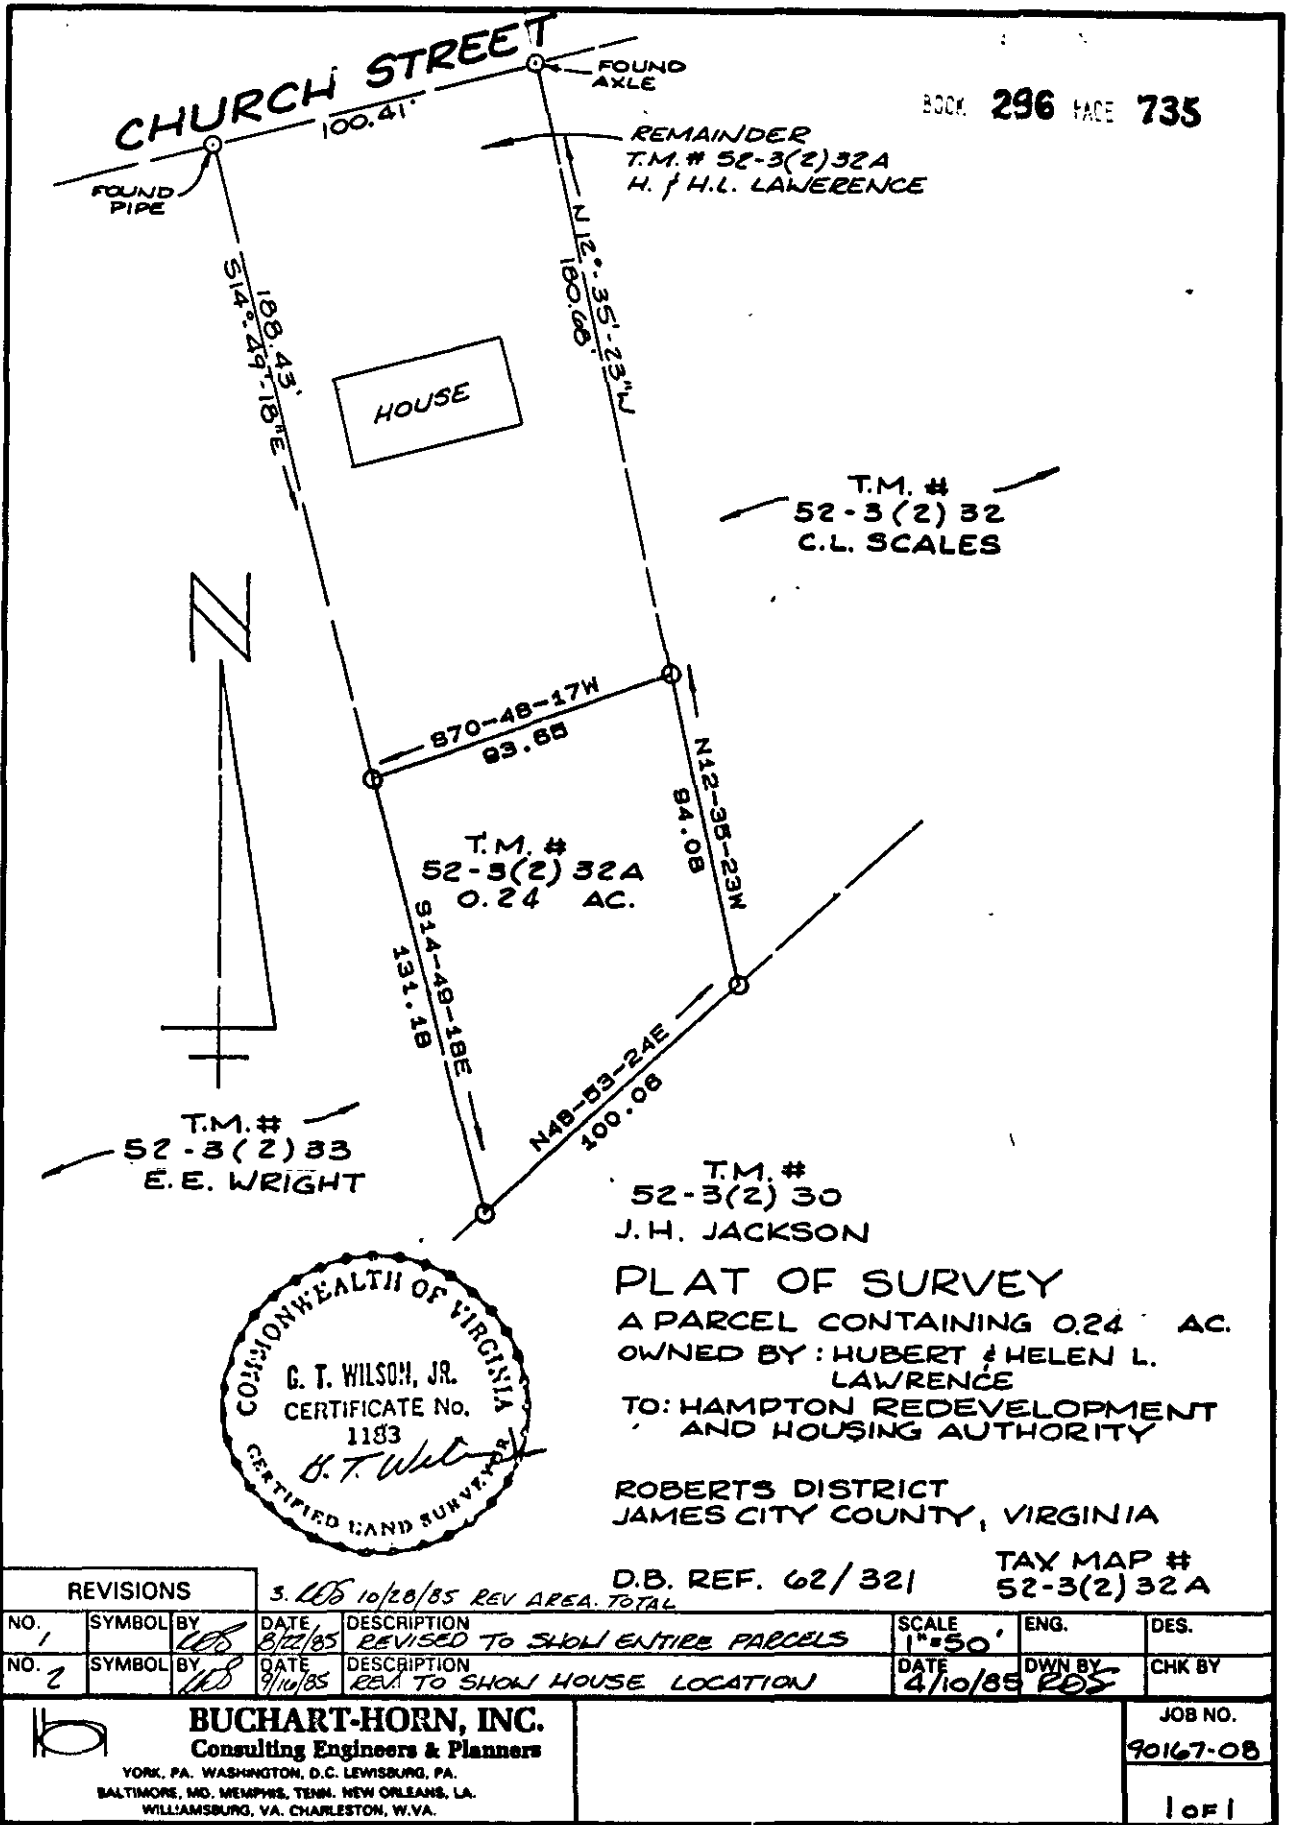 CHURCH STREET
100.41'
FOUND
AXLE
FOUND
PIPE
BOOK 296 PAGE 735
REMAINDER
T.M. # 52-3(2)32A
H. & H.L. LAWERENCE
188.43'
S14°-49'-18"E
N12°-35'-23"W
180.68'
HOUSE
T.M. #
52-3(2)32
C.L. SCALES
N
S70-48-17W
93.65
N12-35-23W
94.08
T.M. #
52-3(2)32A
0.24 AC.
S14-49-18E
131.18
N48-53-24E
100.06
T.M. #
52-3(2)33
E.E. WRIGHT
T.M. #
52-3(2)30
J.H. JACKSON
COMMONWEALTH OF VIRGINIA
G. T. WILSON, JR.
CERTIFICATE No.
1183
G. T. Wilson
CERTIFIED LAND SURVEYOR
PLAT OF SURVEY
A PARCEL CONTAINING 0.24 AC.
OWNED BY: HUBERT & HELEN L.
LAWRENCE
TO: HAMPTON REDEVELOPMENT
AND HOUSING AUTHORITY
ROBERTS DISTRICT
JAMES CITY COUNTY, VIRGINIA
D.B. REF. 62/321
TAX MAP #
52-3(2)32A
REVISIONS
3. 10/28/85 REV AREA. TOTAL
NO. 1 SYMBOL BY DATE 8/22/85 DESCRIPTION REVISED TO SHOW ENTIRE PARCELS SCALE 1"=50' ENG. DES.
NO. 2 SYMBOL BY DATE 9/16/85 DESCRIPTION REV. TO SHOW HOUSE LOCATION DATE 4/10/85 DWN BY RDS CHK BY
BUCHART-HORN, INC.
Consulting Engineers & Planners
YORK, PA. WASHINGTON, D.C. LEWISBURG, PA.
BALTIMORE, MD. MEMPHIS, TENN. NEW ORLEANS, LA.
WILLIAMSBURG, VA. CHARLESTON, W.VA.
JOB NO.
90167-08
1 OF 1